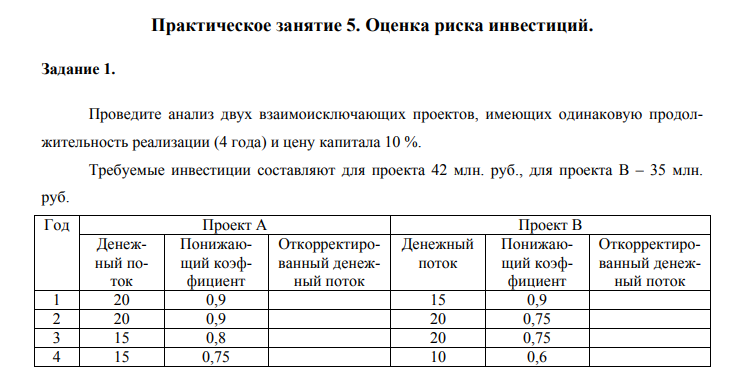 Практическое занятие 5. Оценка риска инвестиций.
Задание 1.
Проведите анализ двух взаимоисключающих проектов, имеющих одинаковую продол-
жительность реализации (4 года) и цену капитала 10 %.
Требуемые инвестиции составляют для проекта 42 млн. руб., для проекта В – 35 млн.
руб.
Год Проект А Проект В
Денеж- Понижаю- Откорректиро- Денежный Понижаю- Откорректиро-
ный по- щий коэф- ванный денеж- поток щий коэф- ванный денеж-
ток фициент ный поток фициент ный поток
1 20 0,9 15 0,9
2 20 0,9 20 0,75
3 15 0,8 20 0,75
4 15 0,75 10 0,6